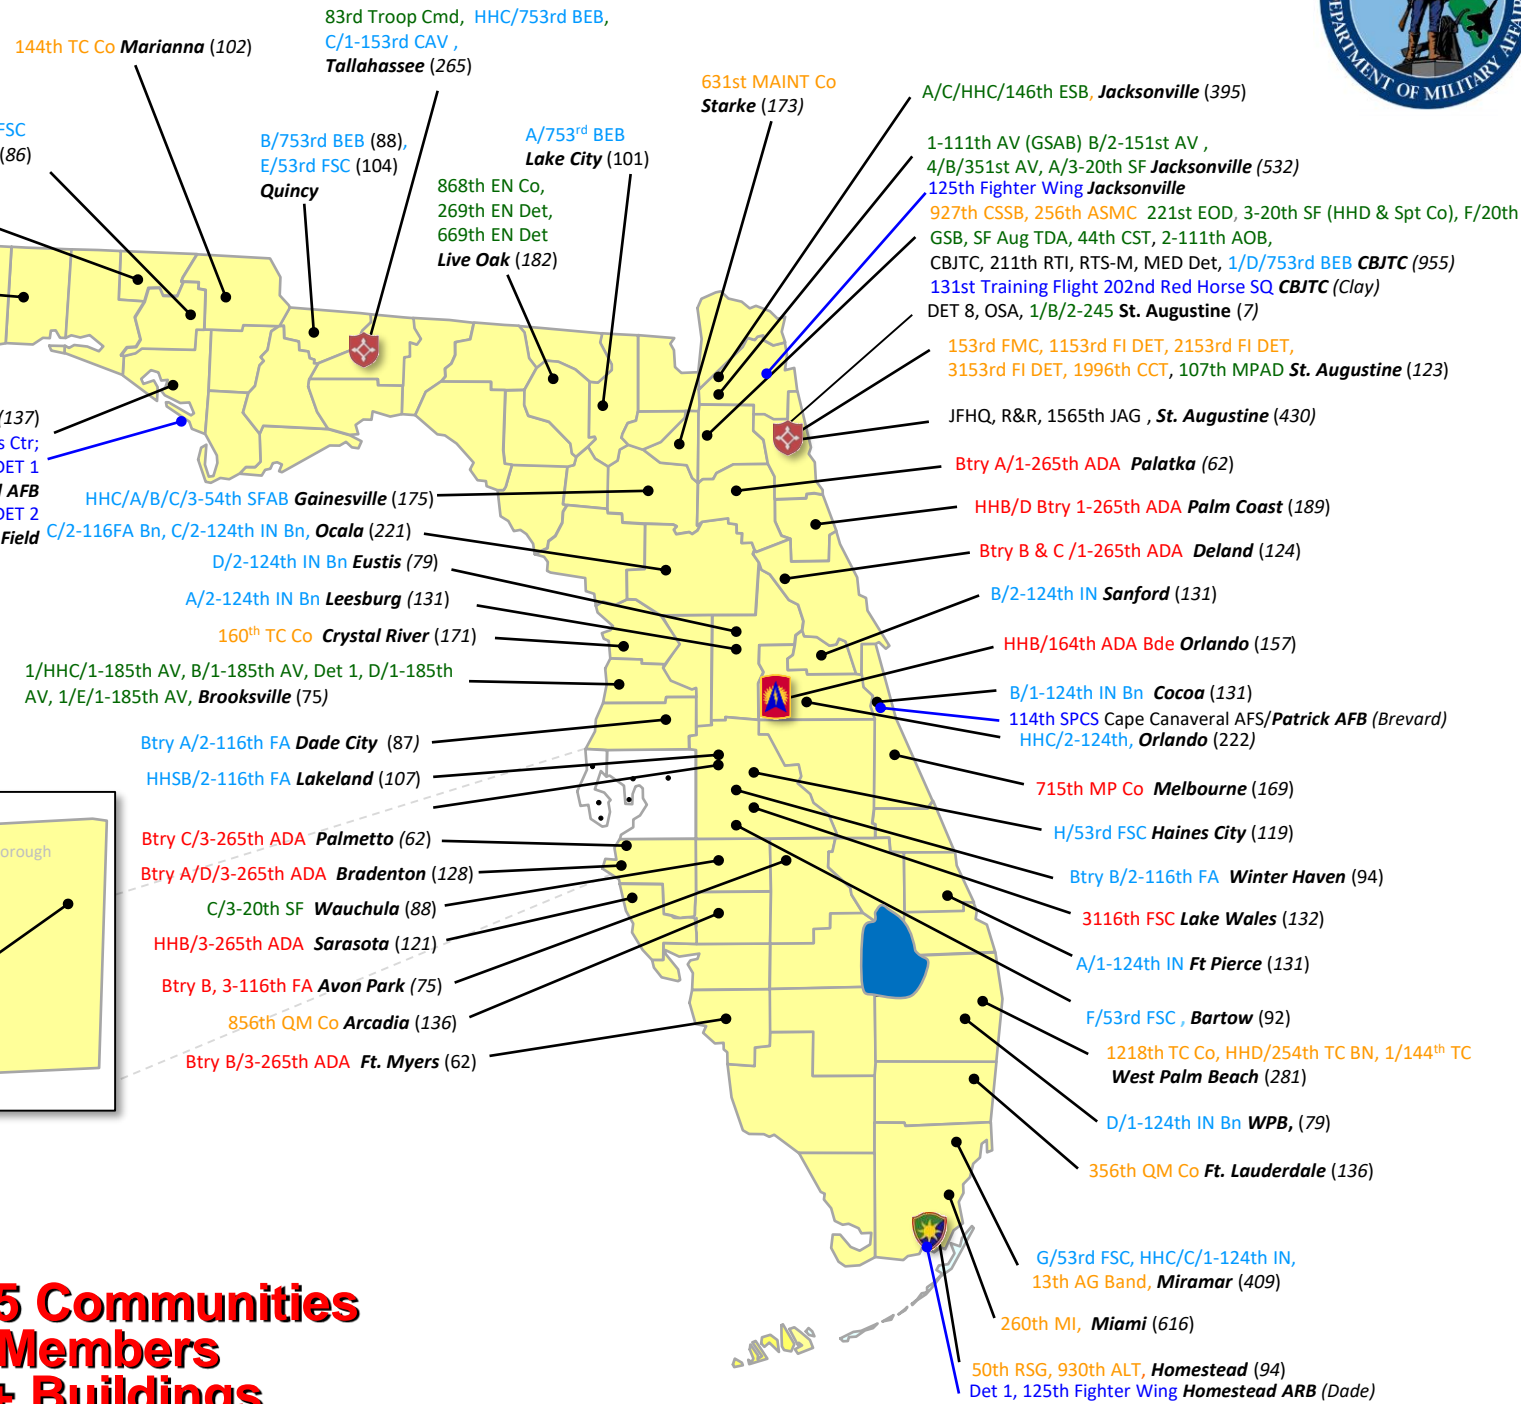 83rd Troop Cmd, HHC/753rd BEB,
C/1-153rd CAV ,
Tallahassee (265)
144th TC Co Marianna (102)
631st MAINT Co
Starke (173)
DEPARTMENT OF MILITARY AFFAIR
FSC
(86)
B/753rd BEB (88),
E/53rd FSC (104)
Quincy
A/753rd BEB
Lake City (101)
868th EN Co,
269th EN Det,
669th EN Det
Live Oak (182)
A/C/HHC/146th ESB, Jacksonville (395)
1-111th AV (GSAB) B/2-151st AV ,
4/B/351st AV, A/3-20th SF Jacksonville (532)
125th Fighter Wing Jacksonville
927th CSSB, 256th ASMC 221st EOD, 3-20th SF (HHD & Spt Co), F/20th
GSB, SF Aug TDA, 44th CST, 2-111th AOB,
CBJTC, 211th RTI, RTS-M, MED Det, 1/D/753rd BEB CBJTC (955)
131st Training Flight 202nd Red Horse SQ CBJTC (Clay)
DET 8, OSA, 1/B/2-245 St. Augustine (7)
153rd FMC, 1153rd FI DET, 2153rd FI DET,
3153rd FI DET, 1996th CCT, 107th MPAD St. Augustine (123)
JFHQ, R&R, 1565th JAG , St. Augustine (430)
(137)
s Ctr;
DET 1
AFB
DET 2
Field
Btry A/1-265th ADA Palatka (62)
HHB/D Btry 1-265th ADA Palm Coast (189)
Btry B & C /1-265th ADA Deland (124)
B/2-124th IN Sanford (131)
HHB/164th ADA Bde Orlando (157)
B/1-124th IN Bn Cocoa (131)
114th SPCS Cape Canaveral AFS/Patrick AFB (Brevard)
HHC/2-124th, Orlando (222)
715th MP Co Melbourne (169)
H/53rd FSC Haines City (119)
Btry B/2-116th FA Winter Haven (94)
3116th FSC Lake Wales (132)
A/1-124th IN Ft Pierce (131)
F/53rd FSC , Bartow (92)
1218th TC Co, HHD/254th TC BN, 1/144th TC
West Palm Beach (281)
D/1-124th IN Bn WPB, (79)
356th QM Co Ft. Lauderdale (136)
G/53rd FSC, HHC/C/1-124th IN,
13th AG Band, Miramar (409)
260th MI, Miami (616)
50th RSG, 930th ALT, Homestead (94)
Det 1, 125th Fighter Wing Homestead ARB (Dade)
HHC/A/B/C/3-54th SFAB Gainesville (175)
C/2-116FA Bn, C/2-124th IN Bn, Ocala (221)
D/2-124th IN Bn Eustis (79)
A/2-124th IN Bn Leesburg (131)
160th TC Co Crystal River (171)
1/HHC/1-185th AV, B/1-185th AV, Det 1, D/1-185th
AV, 1/E/1-185th AV, Brooksville (75)
Btry A/2-116th FA Dade City (87)
HHSB/2-116th FA Lakeland (107)
Btry C/3-265th ADA Palmetto (62)
Btry A/D/3-265th ADA Bradenton (128)
C/3-20th SF Wauchula (88)
HHB/3-265th ADA Sarasota (121)
Btry B, 3-116th FA Avon Park (75)
856th QM Co Arcadia (136)
Btry B/3-265th ADA Ft. Myers (62)
orough
5 Communities
Members
+ Buildings